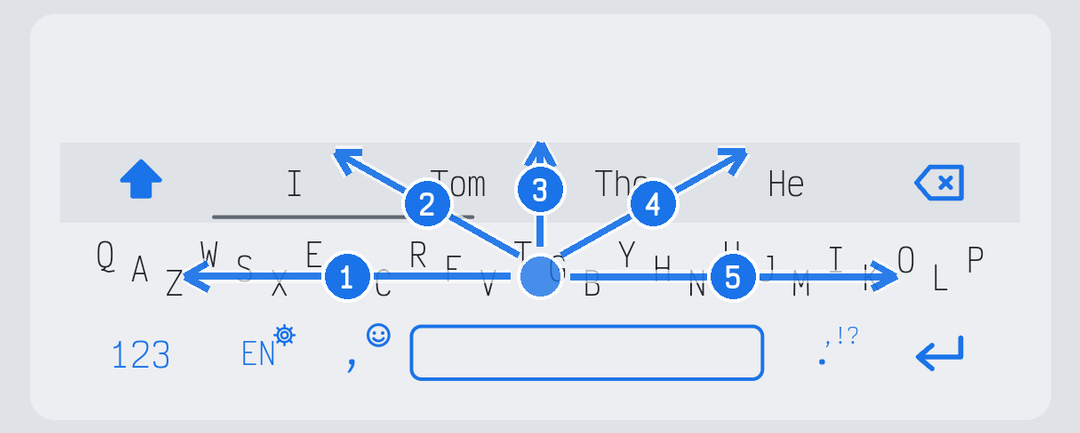 I Tom The He
3
2 4
Q W E R T Y U I O P
A S F G H J K L
Z X C V B N M
1 5
123 EN , . ,!?